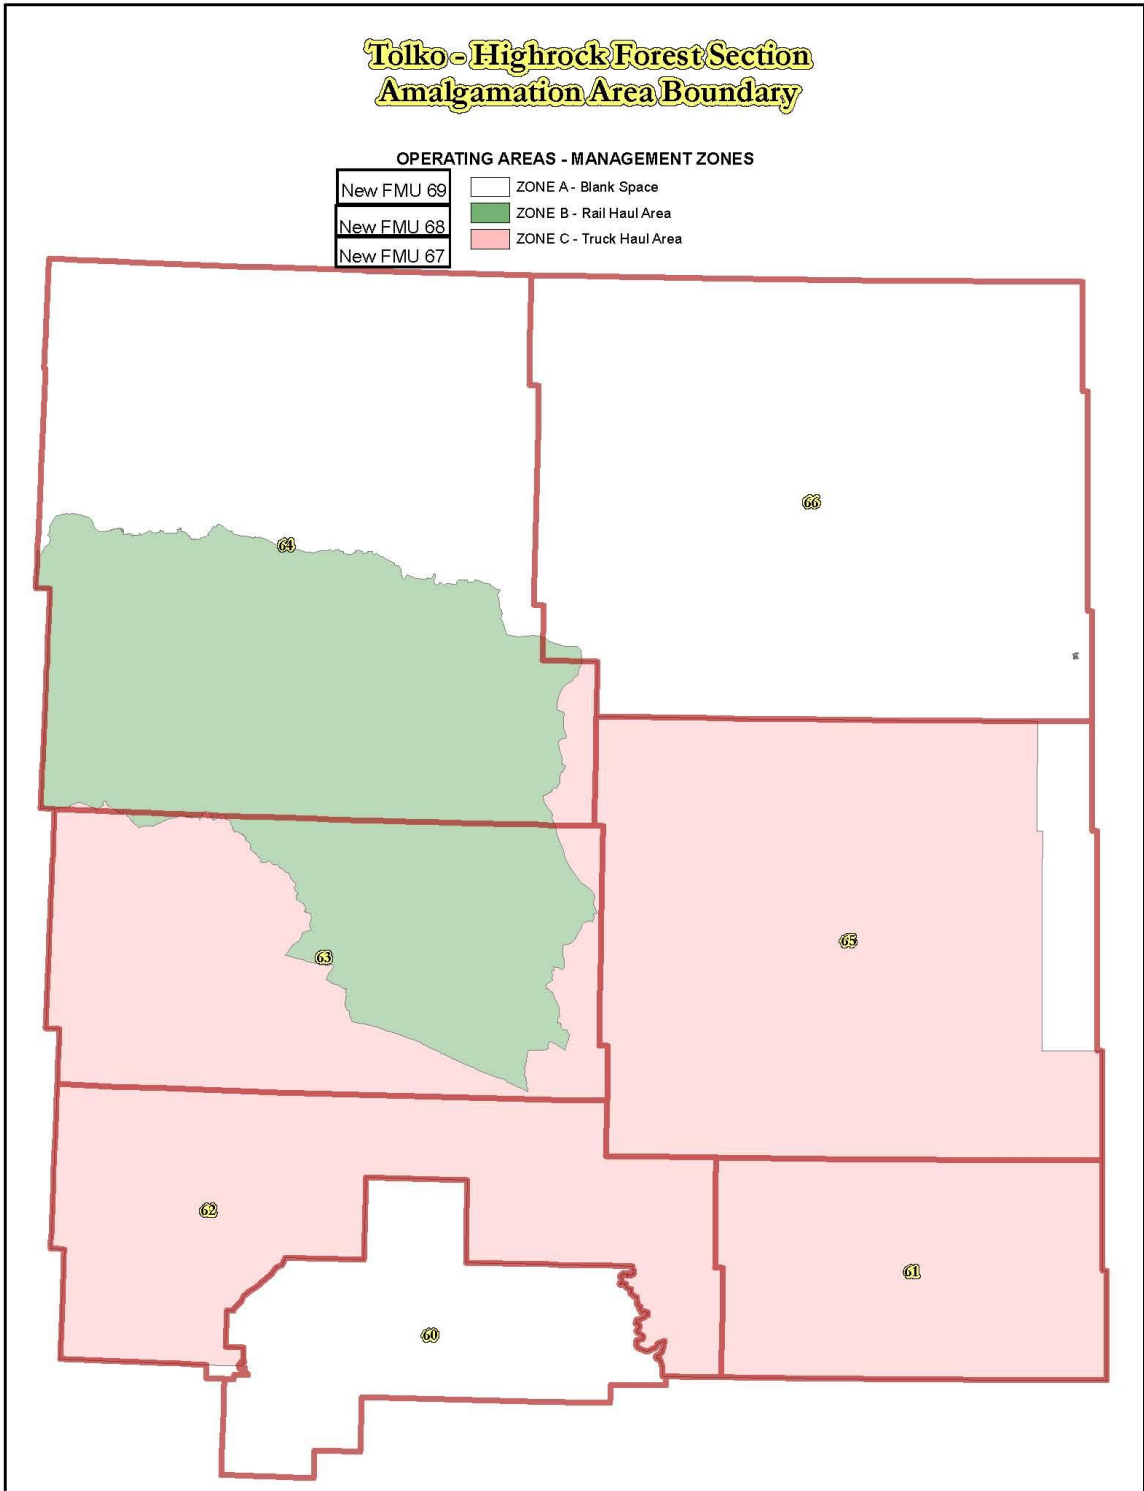 Tolko - Highrock Forest Section
Amalgamation Area Boundary
OPERATING AREAS - MANAGEMENT ZONES
New FMU 69 ZONE A - Blank Space
New FMU 68 ZONE B - Rail Haul Area
New FMU 67 ZONE C - Truck Haul Area
66
64
65
63
62
61
60